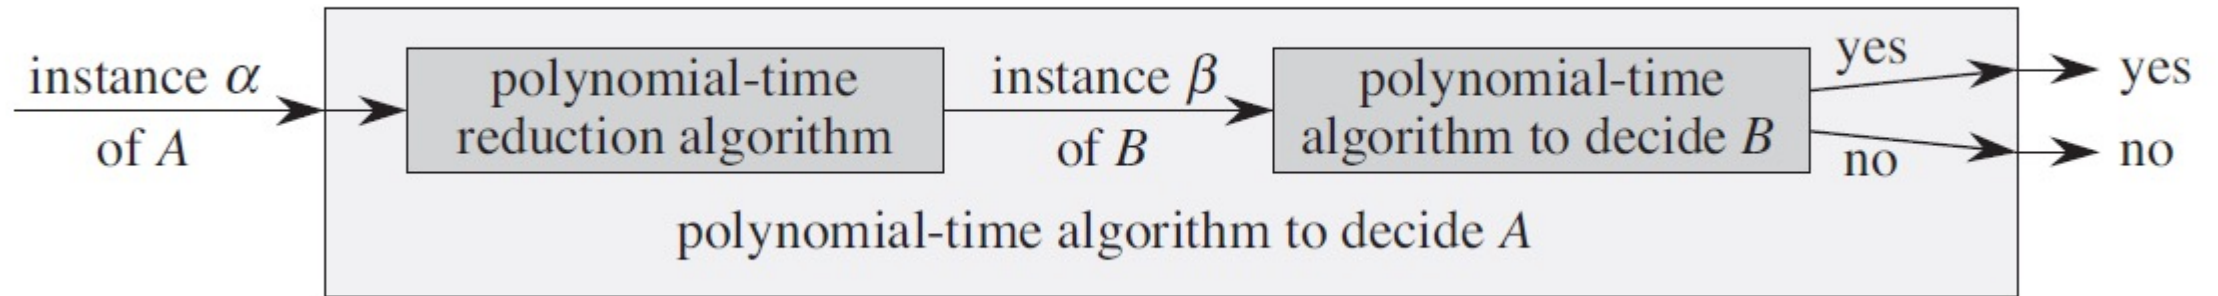 instance α
of A
polynomial-time
reduction algorithm
instance β
of B
polynomial-time
algorithm to decide B
yes
no
yes
no
polynomial-time algorithm to decide A